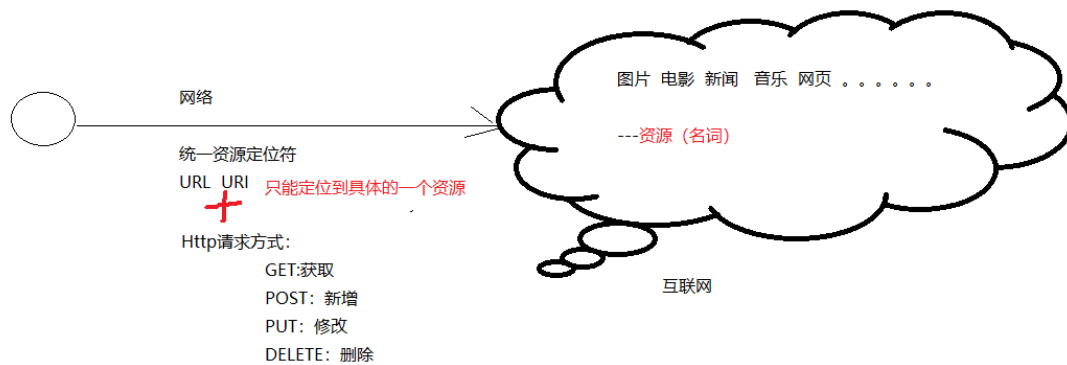 图片 电影 新闻 音乐 网页 。。。。。。
网络
---资源（名词）
统一资源定位符
URL URI 只能定位到具体的一个资源
Http请求方式：
GET:获取
POST：新增
PUT：修改
DELETE：删除
互联网